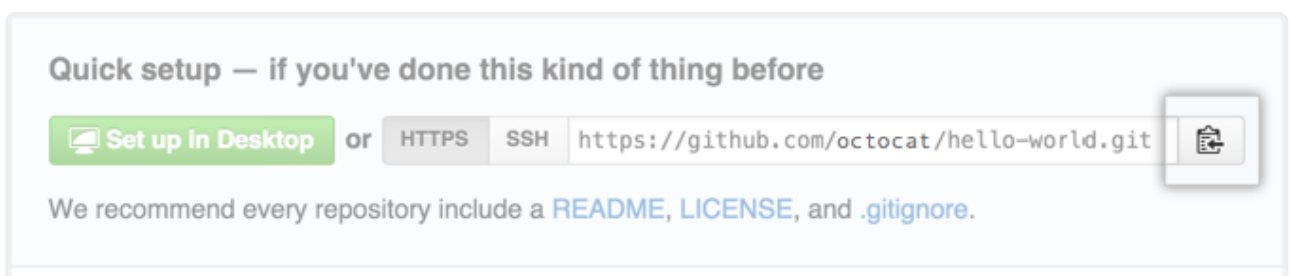 Quick setup — if you've done this kind of thing before
Set up in Desktop or HTTPS SSH https://github.com/octocat/hello-world.git
We recommend every repository include a README, LICENSE, and .gitignore.